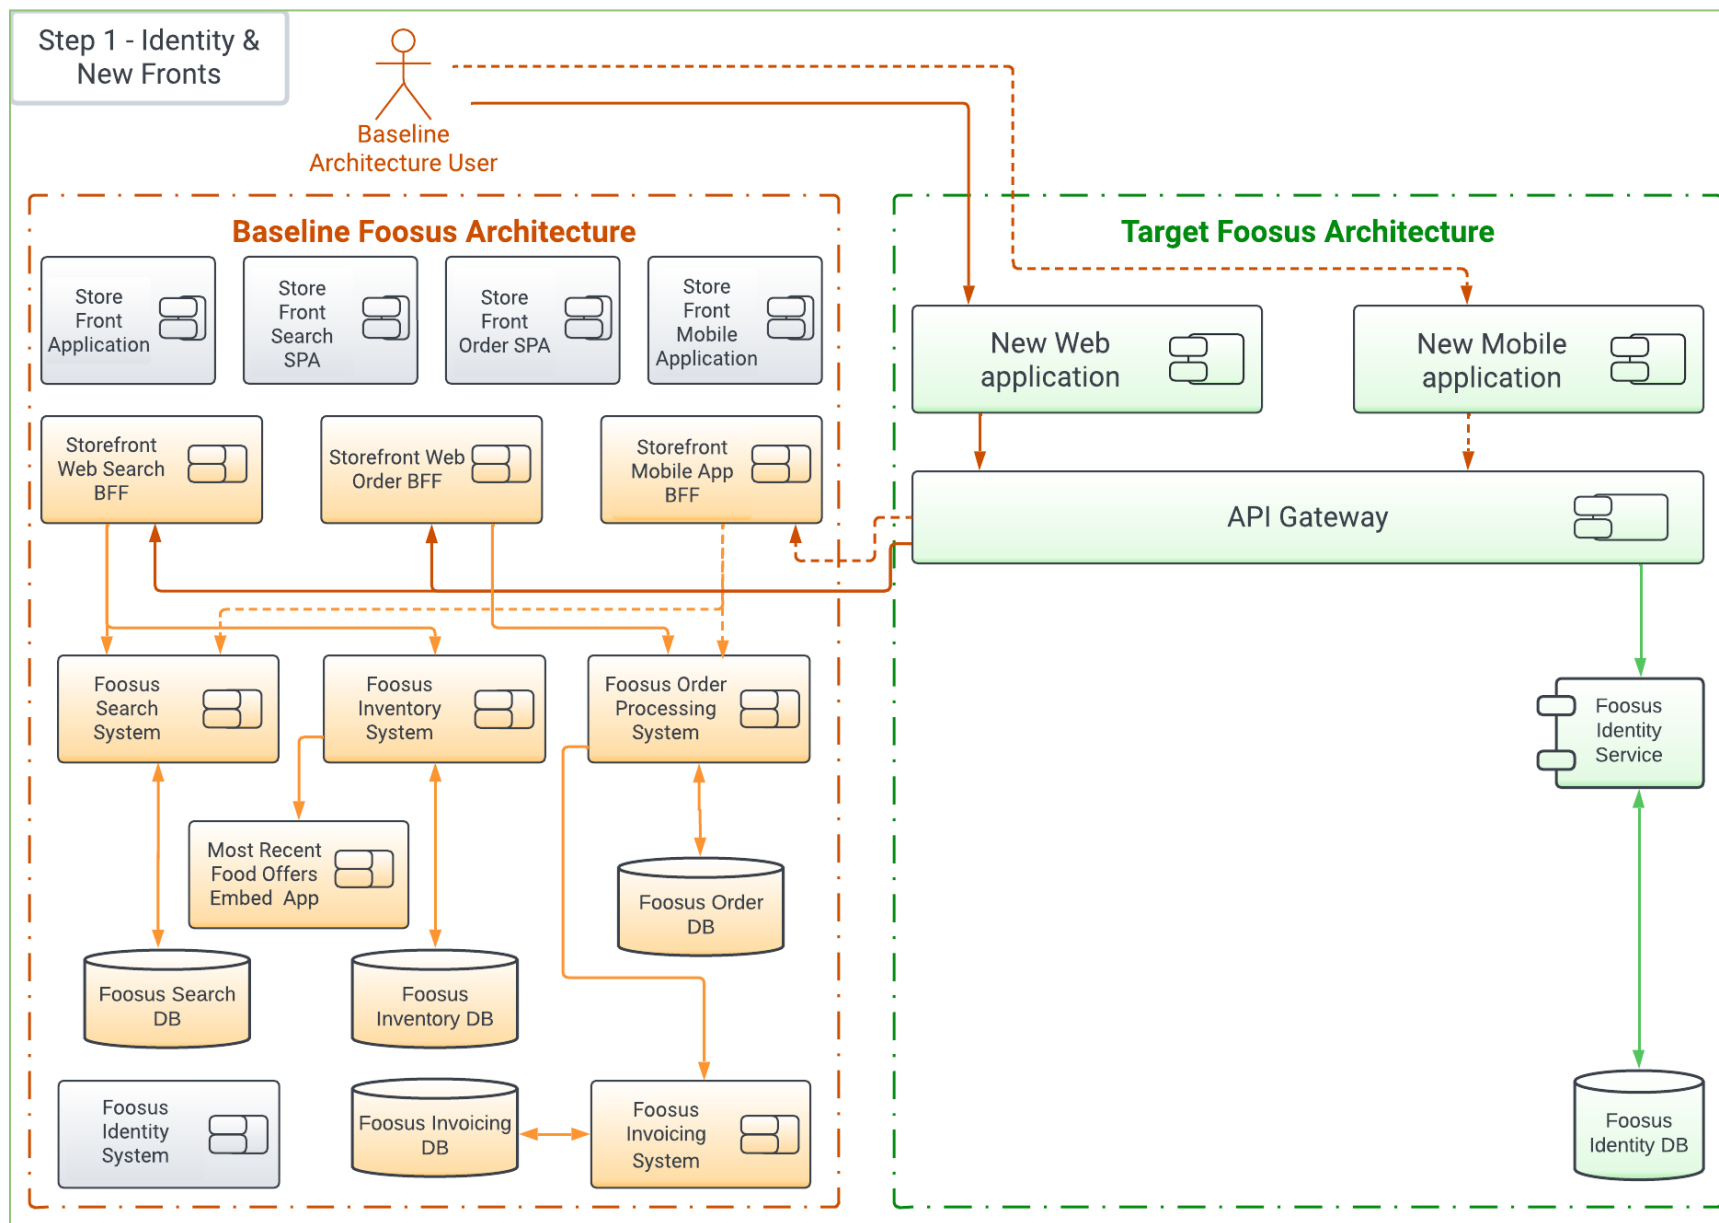 Step 1 - Identity &
New Fronts
Baseline
Architecture User
Baseline Foosus Architecture
Target Foosus Architecture
Store
Front
Application
Store
Front
Search
SPA
Store
Front
Order SPA
Store
Front
Mobile
Application
New Web
application
New Mobile
application
Storefront
Web Search
BFF
Storefront Web
Order BFF
Storefront
Mobile App
BFF
API Gateway
Foosus
Search
System
Foosus
Inventory
System
Foosus Order
Processing
System
Foosus
Identity
Service
Most Recent
Food Offers
Embed App
Foosus Order
DB
Foosus Search
DB
Foosus
Inventory DB
Foosus
Identity
System
Foosus Invoicing
DB
Foosus
Invoicing
System
Foosus
Identity DB